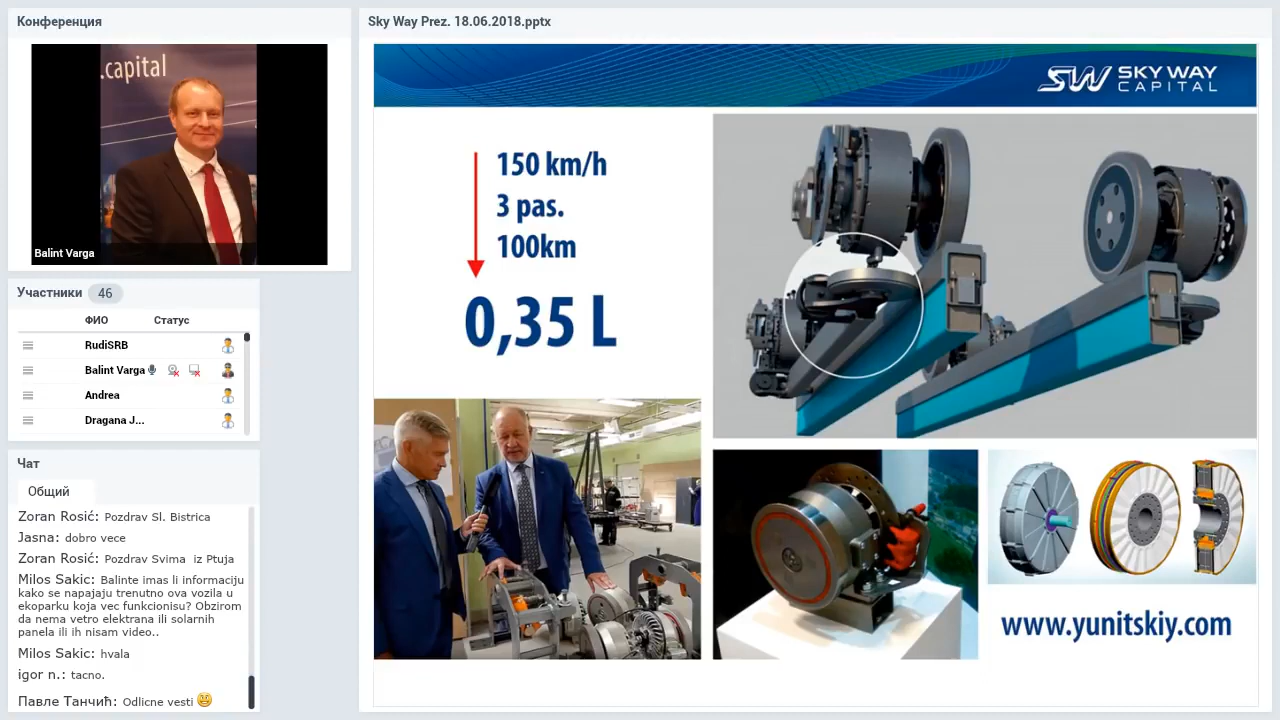 Конференция
.capital
Balint Varga
Участники 46
ФИО Статус
RudiSRB
Balint Varga
Andrea
Dragana J...
Чат
Общий
Zoran Rosić: Pozdrav Sl. Bistrica
Jasna: dobro vece
Zoran Rosić: Pozdrav Svima iz Ptuja
Milos Sakic: Balinte imas li informaciju
kako se napajaju trenutno ova vozila u
ekoparku koja vec funkcionisu? Obzirom
da nema vetro elektrana ili solarnih
panela ili ih nisam video..
Milos Sakic: hvala
igor n.: tacno.
Павле Танчић: Odlicne vesti
Sky Way Prez. 18.06.2018.pptx
SW SKY WAY
CAPITAL
150 km/h
3 pas.
100km
0,35 L
www.yunitskiy.com